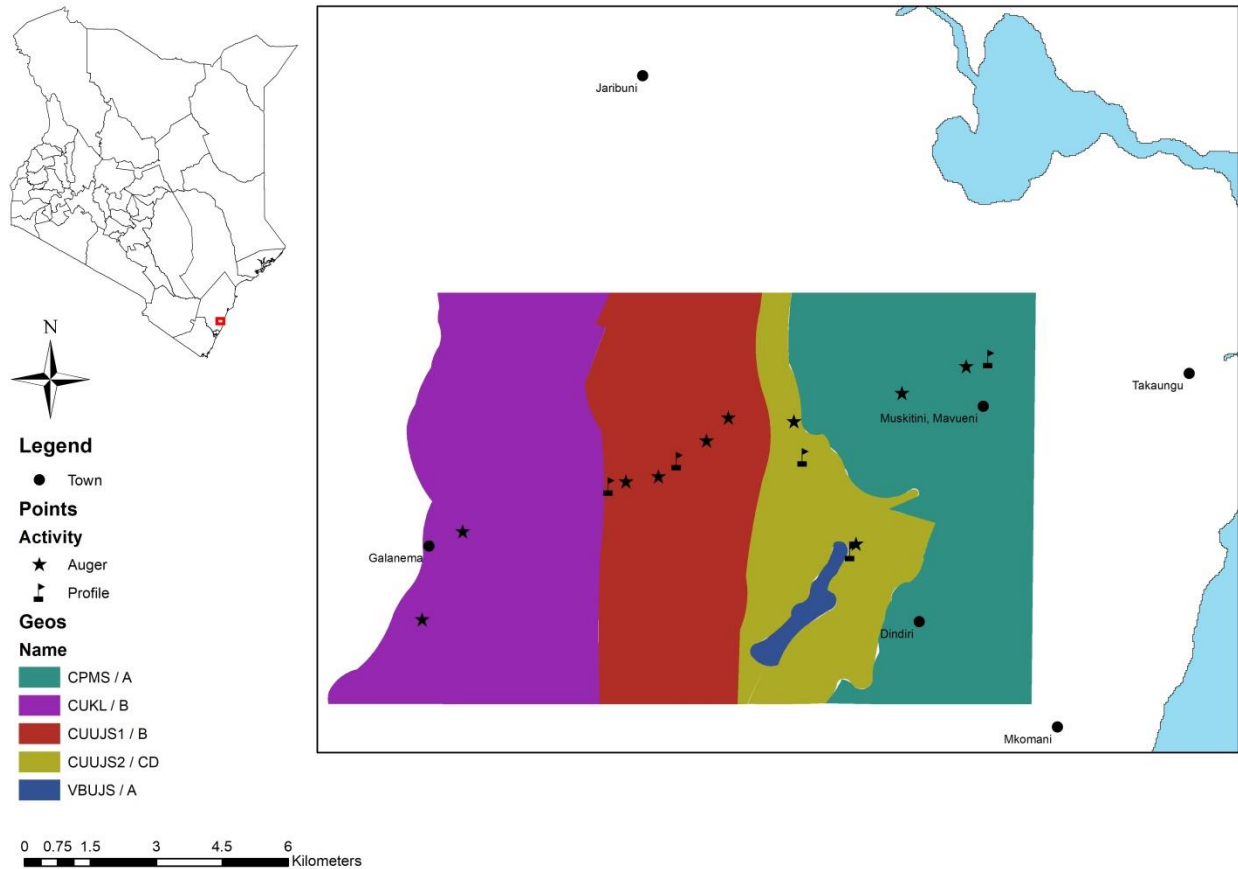 Jaribuni
Takaungu
Muskitini, Mavueni
Galanema
Dindiri
Mkomani
N
Legend
Town
Points
Activity
Auger
Profile
Geos
Name
CPMS / A
CUKL / B
CUUJS1 / B
CUUJS2 / CD
VBUJS / A
0 0.75 1.5 3 4.5 6
Kilometers